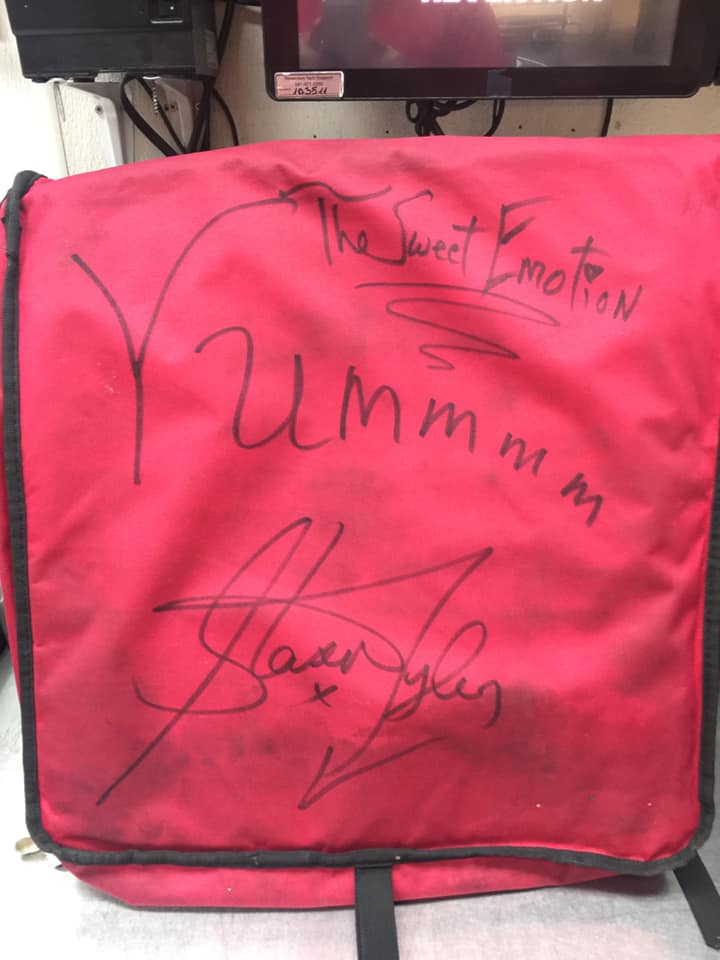 103511
The Sweet Emotion
Yummmmm
Steven Tyler
x